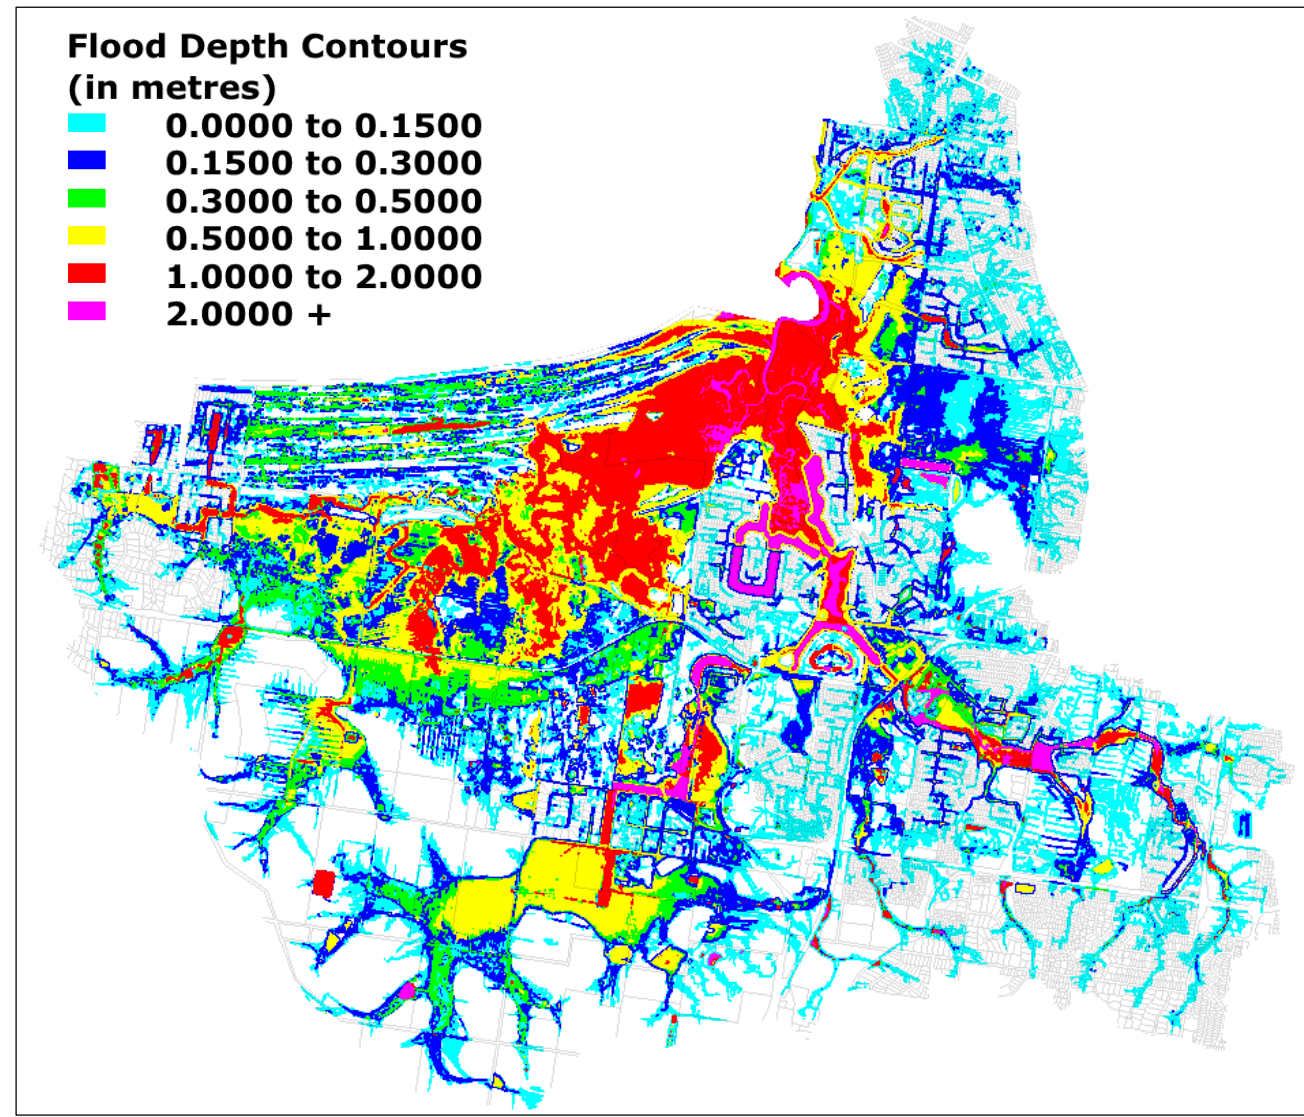 Flood Depth Contours
(in metres)
0.0000 to 0.1500
0.1500 to 0.3000
0.3000 to 0.5000
0.5000 to 1.0000
1.0000 to 2.0000
2.0000 +